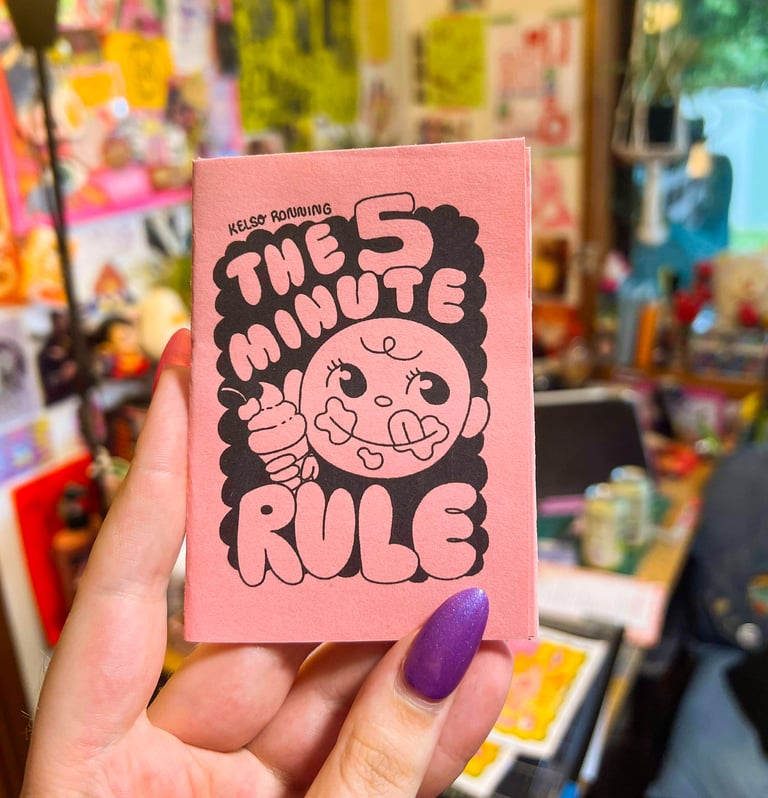 KELSO RONNING
THE 5
MINUTE
RULE